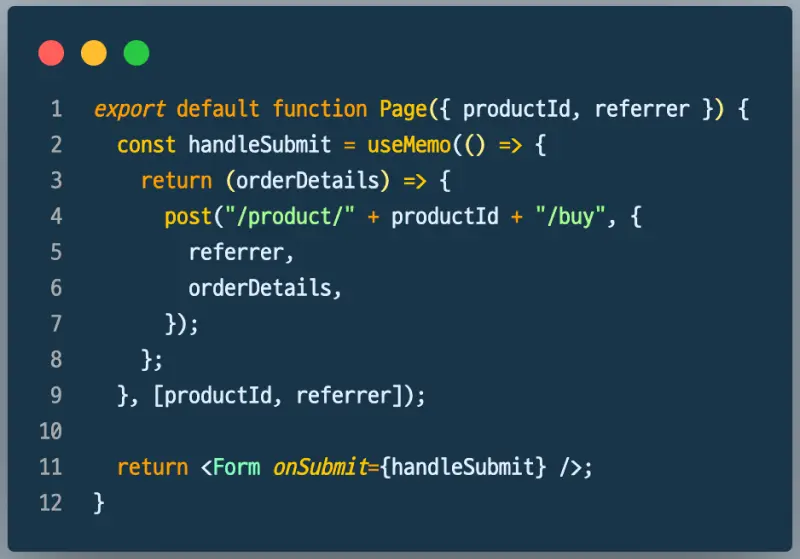 1 export default function Page({ productId, referrer }) {
2 const handleSubmit = useMemo(() => {
3 return (orderDetails) => {
4 post("/product/" + productId + "/buy", {
5 referrer,
6 orderDetails,
7 });
8 };
9 }, [productId, referrer]);
10
11 return <Form onSubmit={handleSubmit} />;
12 }